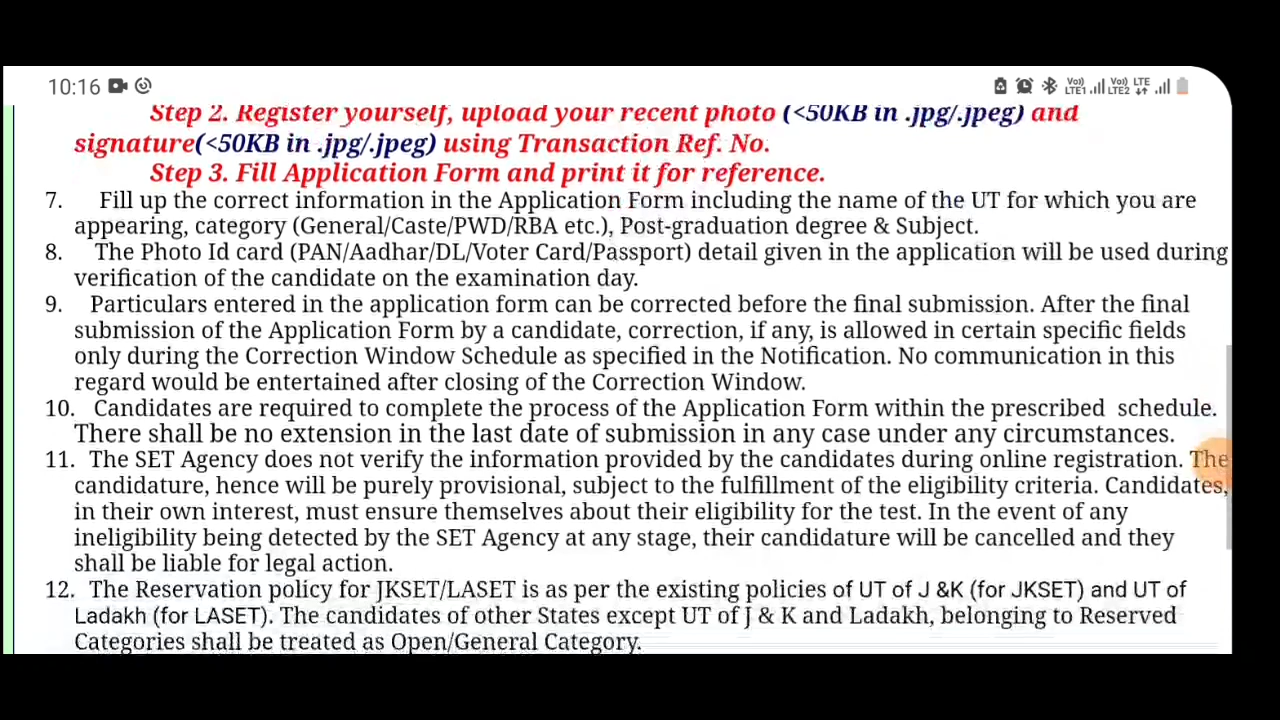 10:16
Vo)) LTE1 Vo)) LTE2 LTE
Step 2. Register yourself, upload your recent photo (<50KB in .jpg/.jpeg) and
signature(<50KB in .jpg/.jpeg) using Transaction Ref. No.
Step 3. Fill Application Form and print it for reference.
7. Fill up the correct information in the Application Form including the name of the UT for which you are
appearing, category (General/Caste/PWD/RBA etc.), Post-graduation degree & Subject.
8. The Photo Id card (PAN/Aadhar/DL/Voter Card/Passport) detail given in the application will be used during
verification of the candidate on the examination day.
9. Particulars entered in the application form can be corrected before the final submission. After the final
submission of the Application Form by a candidate, correction, if any, is allowed in certain specific fields
only during the Correction Window Schedule as specified in the Notification. No communication in this
regard would be entertained after closing of the Correction Window.
10. Candidates are required to complete the process of the Application Form within the prescribed schedule.
There shall be no extension in the last date of submission in any case under any circumstances.
11. The SET Agency does not verify the information provided by the candidates during online registration. The
candidature, hence will be purely provisional, subject to the fulfillment of the eligibility criteria. Candidates,
in their own interest, must ensure themselves about their eligibility for the test. In the event of any
ineligibility being detected by the SET Agency at any stage, their candidature will be cancelled and they
shall be liable for legal action.
12. The Reservation policy for JKSET/LASET is as per the existing policies of UT of J &K (for JKSET) and UT of
Ladakh (for LASET). The candidates of other States except UT of J & K and Ladakh, belonging to Reserved
Categories shall be treated as Open/General Category.